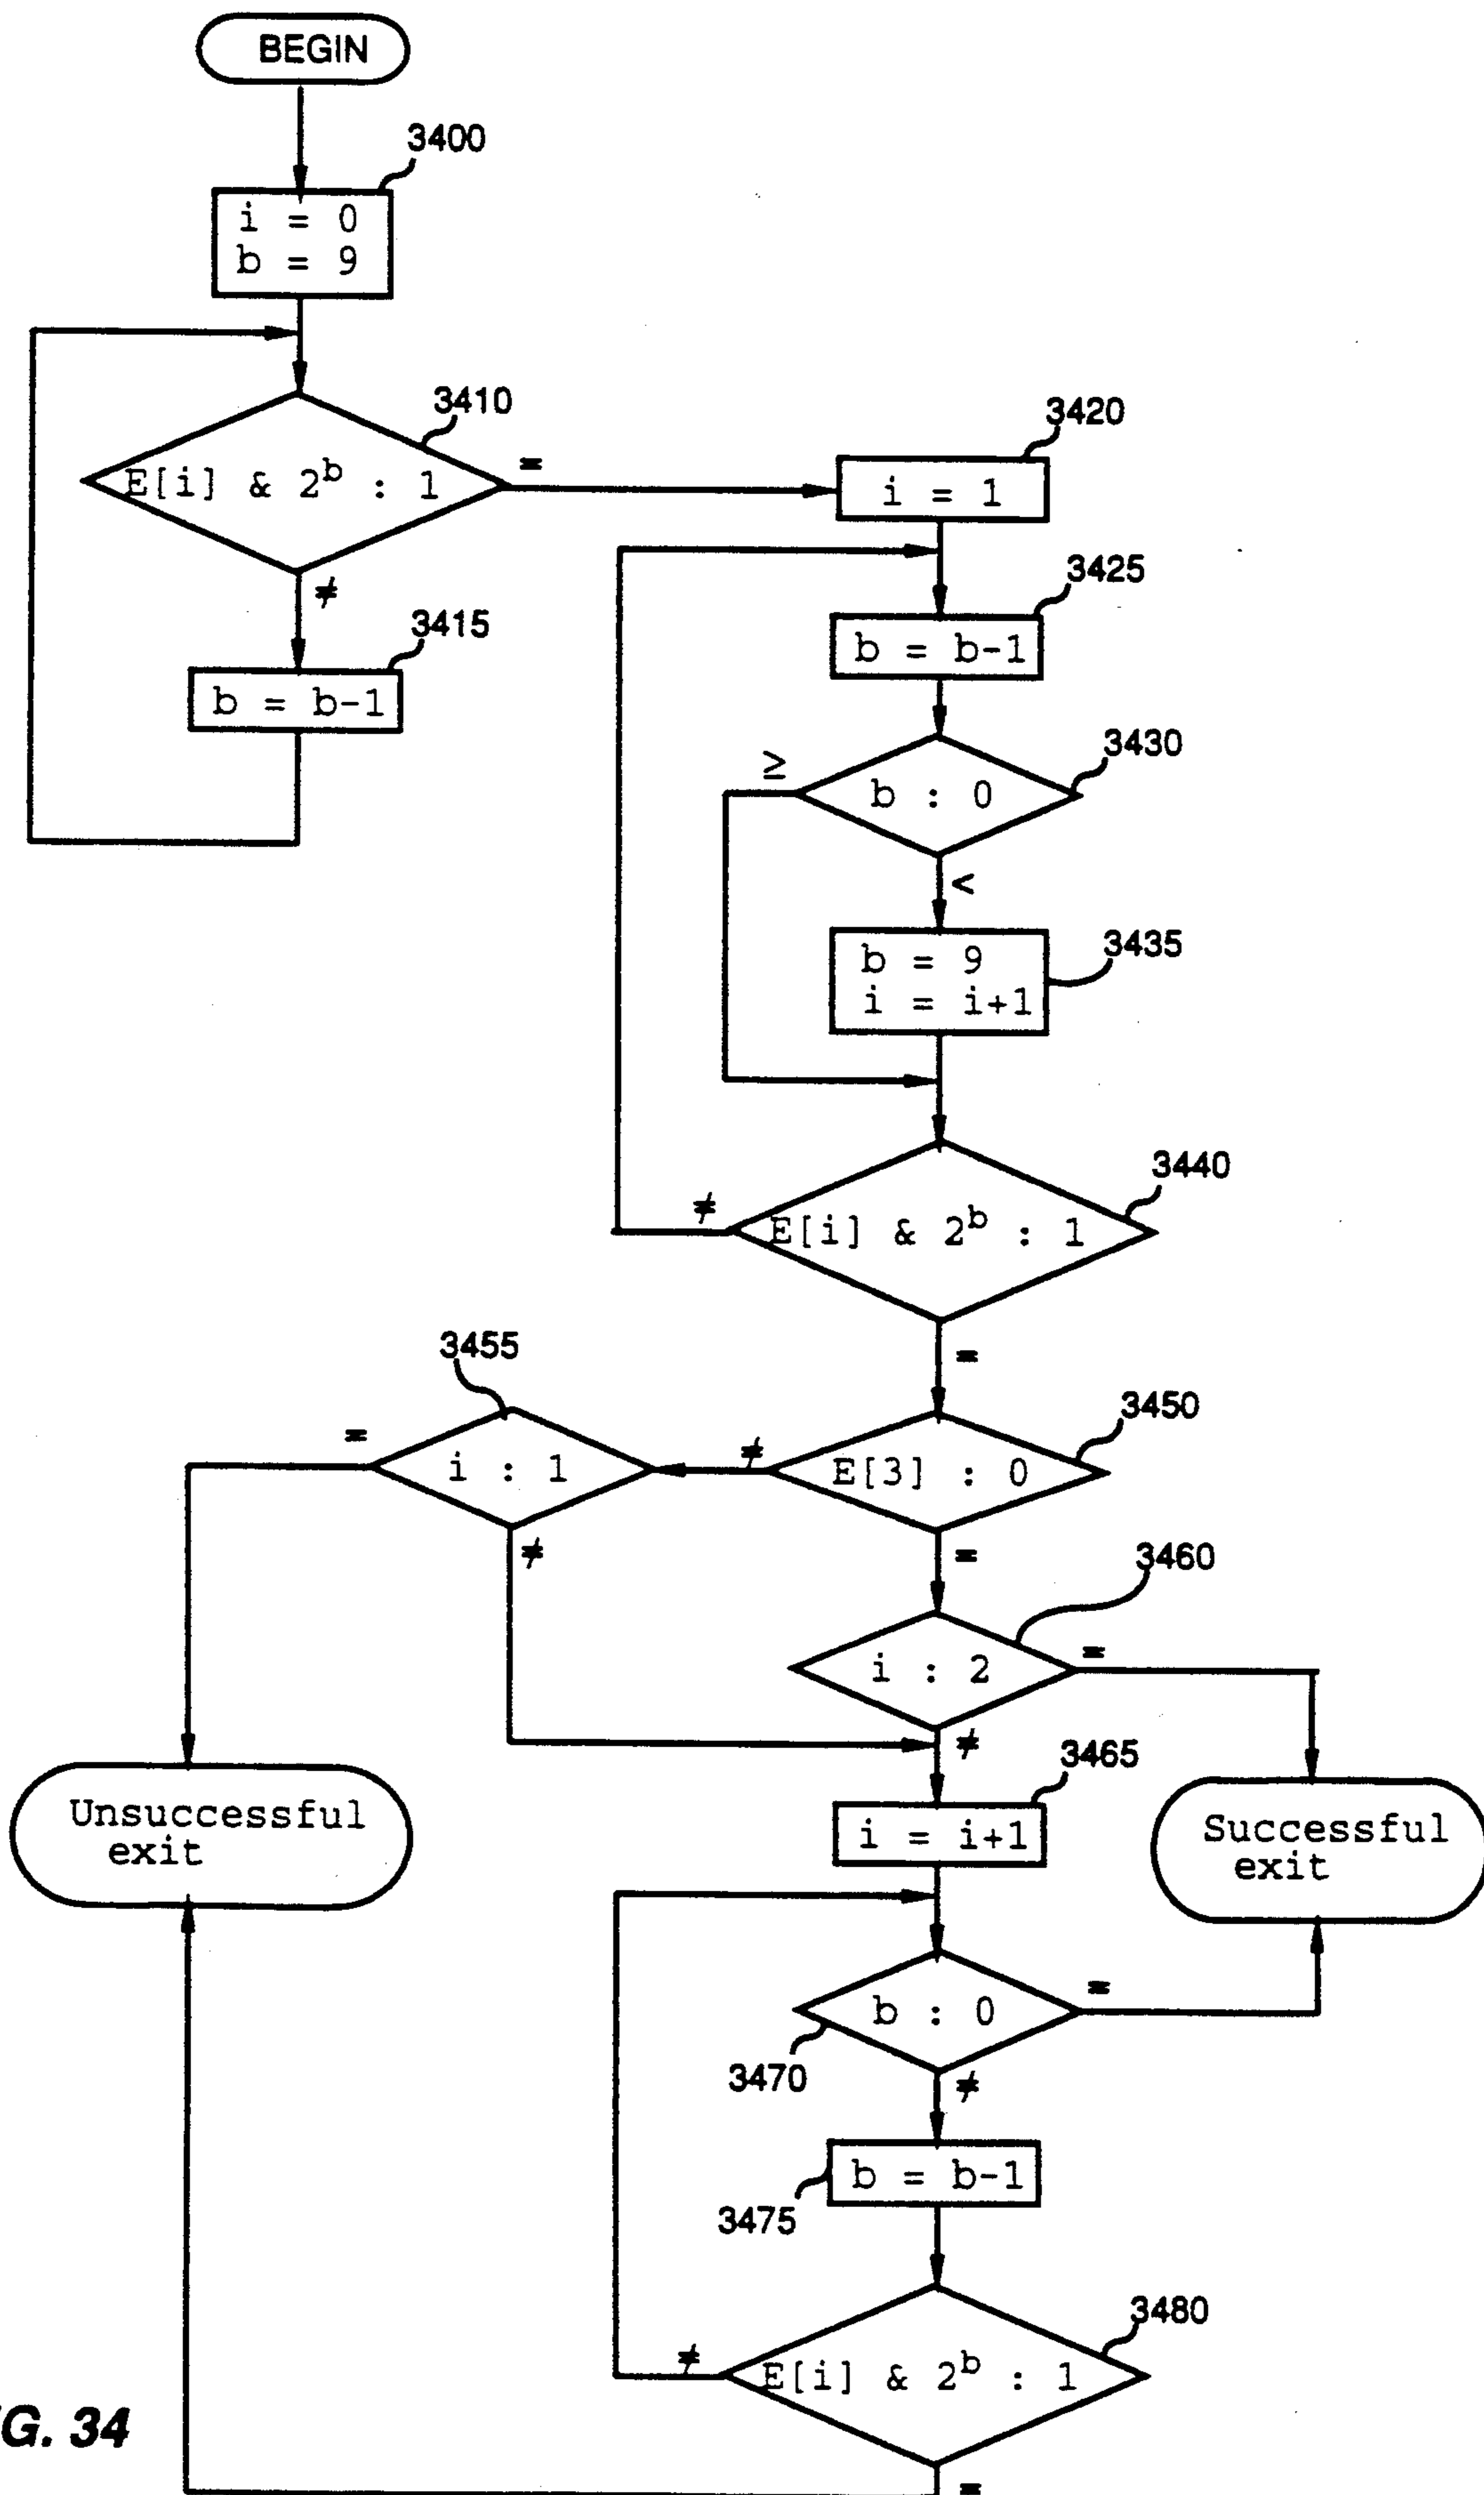 BEGIN
3400
i = 0
b = 9
3410
E[i] & 2^b : 1
=
≠
3415
b = b-1
3420
i = 1
3425
b = b-1
3430
b : 0
≥
<
3435
b = 9
i = i+1
3440
E[i] & 2^b : 1
≠
=
3450
E[3] : 0
≠
=
3455
i : 1
=
≠
3460
i : 2
=
≠
3465
i = i+1
Unsuccessful
exit
Successful
exit
b : 0
=
3470
≠
b = b-1
3475
3480
E[i] & 2^b : 1
≠
=
G. 34